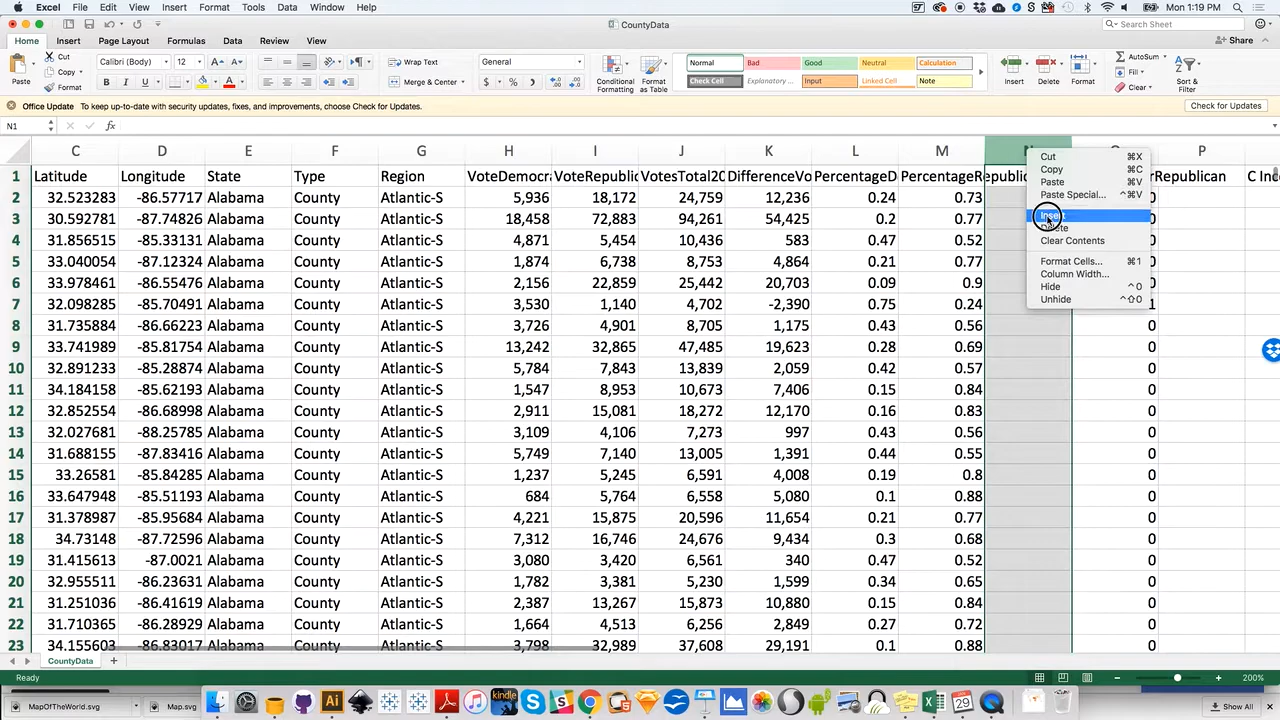 Excel File Edit View Insert Format Tools Data Window Help Mon 1:19 PM
CountyData Search Sheet
Home Insert Page Layout Formulas Data Review View Share
Cut Calibri (Body) 12 Wrap Text General Normal Bad Good Neutral Calculation AutoSum
Paste Copy Format B I U Merge & Center $ % Conditional Formatting Format as Table Check Cell Explanatory ... Input Linked Cell Note Insert Delete Format Fill Clear Sort & Filter
Office Update To keep up-to-date with security updates, fixes, and improvements, choose Check for Updates. Check for Updates
N1 fx
C D E F G H I J K L M P
1 Latitude Longitude State Type Region VoteDemocra VoteRepublic VotesTotal20 DifferenceVo PercentageD PercentageRe Republican C Inc
2 32.523283 -86.57717 Alabama County Atlantic-S 5,936 18,172 24,759 12,236 0.24 0.73 0
3 30.592781 -87.74826 Alabama County Atlantic-S 18,458 72,883 94,261 54,425 0.2 0.77 0
4 31.856515 -85.33131 Alabama County Atlantic-S 4,871 5,454 10,436 583 0.47 0.52 0
5 33.040054 -87.12324 Alabama County Atlantic-S 1,874 6,738 8,753 4,864 0.21 0.77 0
6 33.978461 -86.55476 Alabama County Atlantic-S 2,156 22,859 25,442 20,703 0.09 0.9 0
7 32.098285 -85.70491 Alabama County Atlantic-S 3,530 1,140 4,702 -2,390 0.75 0.24 1
8 31.735884 -86.66223 Alabama County Atlantic-S 3,726 4,901 8,705 1,175 0.43 0.56 0
9 33.741989 -85.81754 Alabama County Atlantic-S 13,242 32,865 47,485 19,623 0.28 0.69 0
10 32.891233 -85.28874 Alabama County Atlantic-S 5,784 7,843 13,839 2,059 0.42 0.57 0
11 34.184158 -85.62193 Alabama County Atlantic-S 1,547 8,953 10,673 7,406 0.15 0.84 0
12 32.852554 -86.68998 Alabama County Atlantic-S 2,911 15,081 18,272 12,170 0.16 0.83 0
13 32.027681 -88.25785 Alabama County Atlantic-S 3,109 4,106 7,273 997 0.43 0.56 0
14 31.688155 -87.83416 Alabama County Atlantic-S 5,749 7,140 13,005 1,391 0.44 0.55 0
15 33.26581 -85.84285 Alabama County Atlantic-S 1,237 5,245 6,591 4,008 0.19 0.8 0
16 33.647948 -85.51193 Alabama County Atlantic-S 684 5,764 6,558 5,080 0.1 0.88 0
17 31.378987 -85.95684 Alabama County Atlantic-S 4,221 15,875 20,596 11,654 0.21 0.77 0
18 34.73148 -87.72596 Alabama County Atlantic-S 7,312 16,746 24,676 9,434 0.3 0.68 0
19 31.415613 -87.0021 Alabama County Atlantic-S 3,080 3,420 6,561 340 0.47 0.52 0
20 32.955511 -86.23631 Alabama County Atlantic-S 1,782 3,381 5,230 1,599 0.34 0.65 0
21 31.251036 -86.41619 Alabama County Atlantic-S 2,387 13,267 15,873 10,880 0.15 0.84 0
22 31.710365 -86.28929 Alabama County Atlantic-S 1,664 4,513 6,256 2,849 0.27 0.72 0
23 34.155603 -86.83017 Alabama County Atlantic-S 3,798 32,989 37,608 29,191 0.1 0.88 0
Cut ⌘X
Copy ⌘C
Paste ⌘V
Paste Special... ^⌘V
Insert
Delete
Clear Contents
Format Cells... ⌘1
Column Width...
Hide ^0
Unhide ^⇧0
CountyData +
Ready 200%
MapOfTheWorld.svg Map.svg Show All